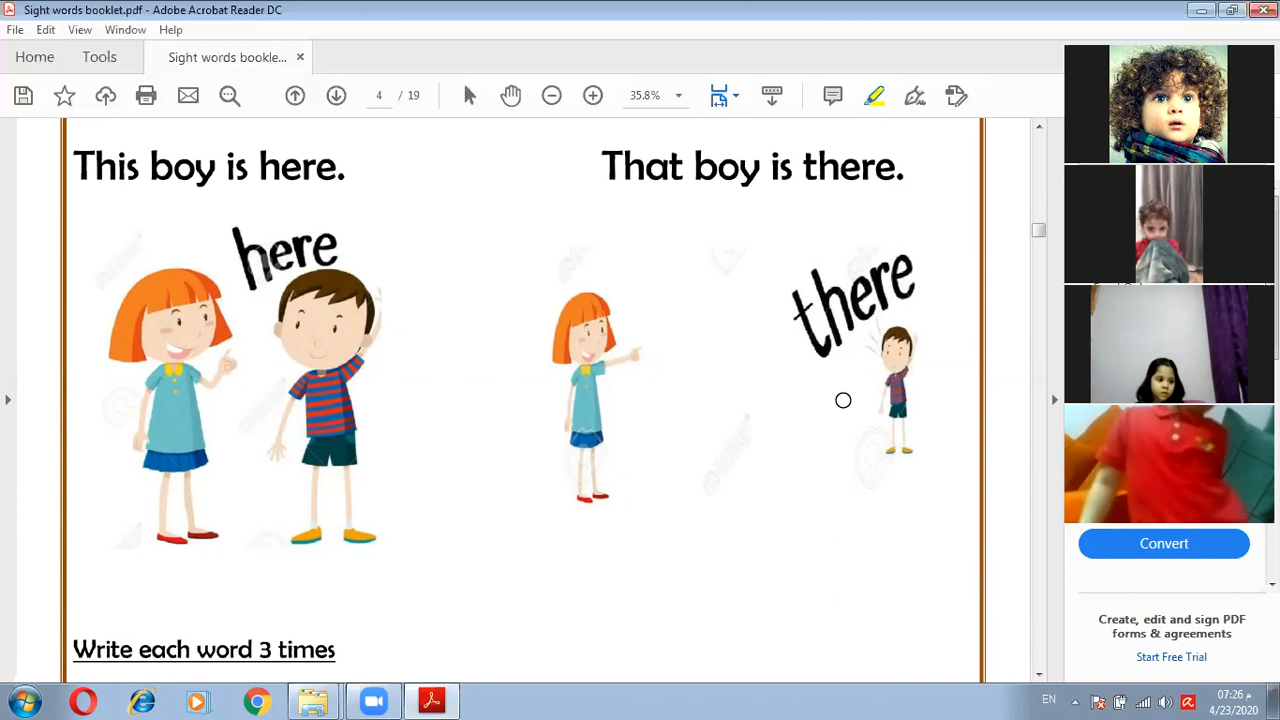 Sight words booklet.pdf - Adobe Acrobat Reader DC
File Edit View Window Help
Home Tools Sight words bookle... ×
4 / 19 35.8%
This boy is here. That boy is there.
here
there
Write each word 3 times
Convert
Create, edit and sign PDF
forms & agreements
Start Free Trial
EN
07:26 م
4/23/2020